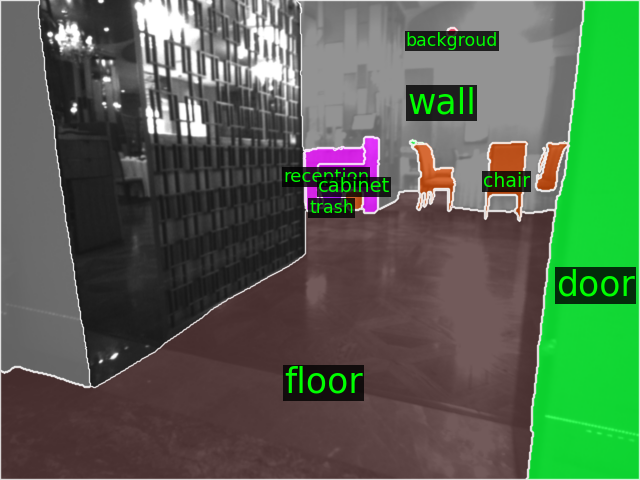 backgroud
wall
reception
cabinet
chair
trash
door
floor